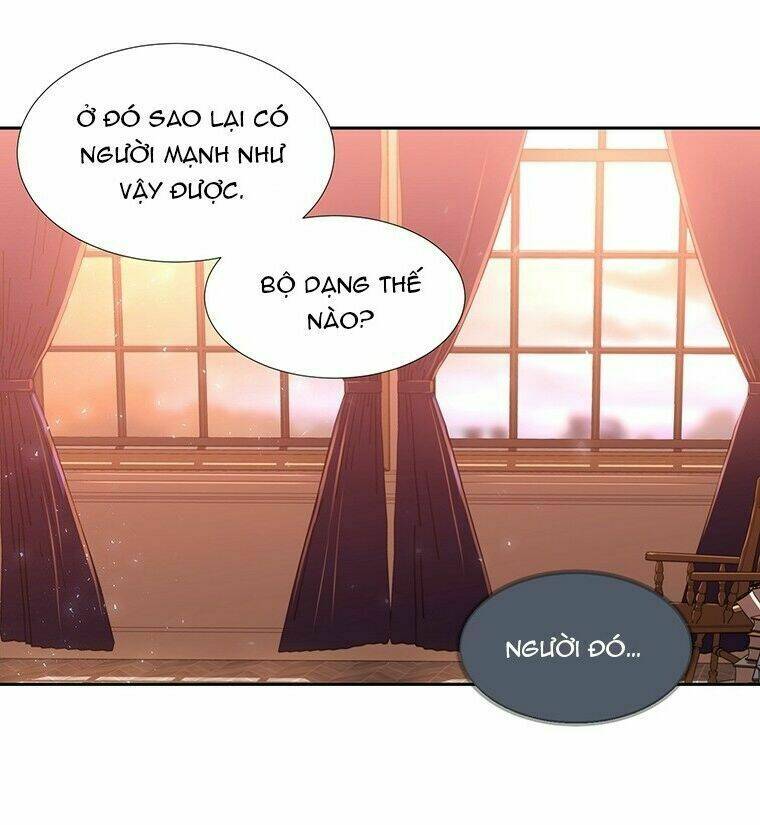 Ở ĐÓ SAO LẠI CÓ
NGƯỜI MẠNH NHƯ
VẬY ĐƯỢC.
BỘ DẠNG THẾ
NÀO?
NGƯỜI ĐÓ...